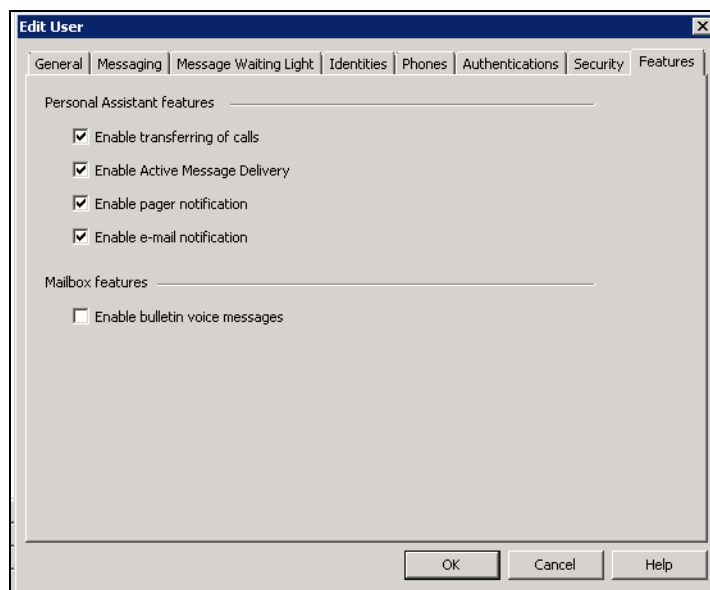 Edit User
General Messaging Message Waiting Light Identities Phones Authentications Security Features
Personal Assistant features
Enable transferring of calls
Enable Active Message Delivery
Enable pager notification
Enable e-mail notification
Mailbox features
Enable bulletin voice messages
OK Cancel Help